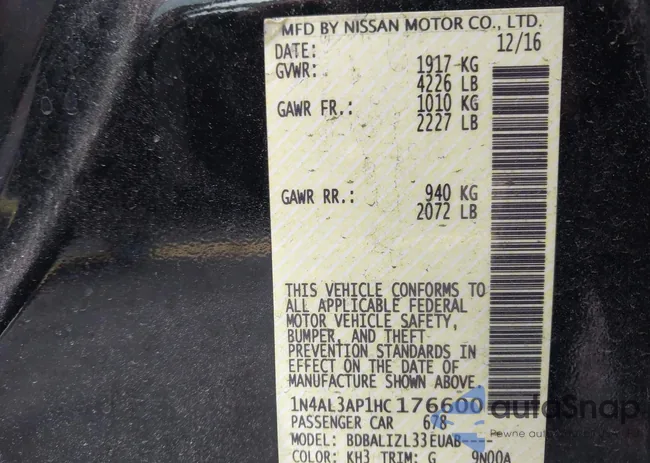 MFD BY NISSAN MOTOR CO., LTD.
DATE: 12/16
GVWR: 1917 KG
4226 LB
GAWR FR.: 1010 KG
2227 LB
GAWR RR.: 940 KG
2072 LB
THIS VEHICLE CONFORMS TO
ALL APPLICABLE FEDERAL
MOTOR VEHICLE SAFETY,
BUMPER, AND THEFT
PREVENTION STANDARDS IN
EFFECT ON THE DATE OF
MANUFACTURE SHOWN ABOVE.
1N4AL3AP1HC176600
PASSENGER CAR 678
MODEL: BDBALIZL33EUAB----
COLOR: KH3 TRIM: G 9N00A
autoSnap